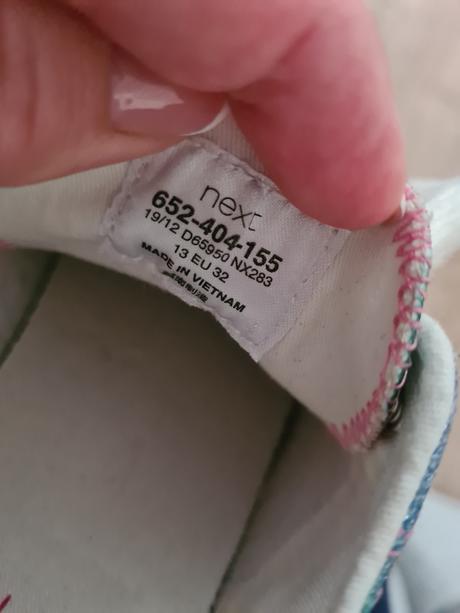 next
652-404-155
19/12 D65950 NX283
13 EU 32
MADE IN VIETNAM